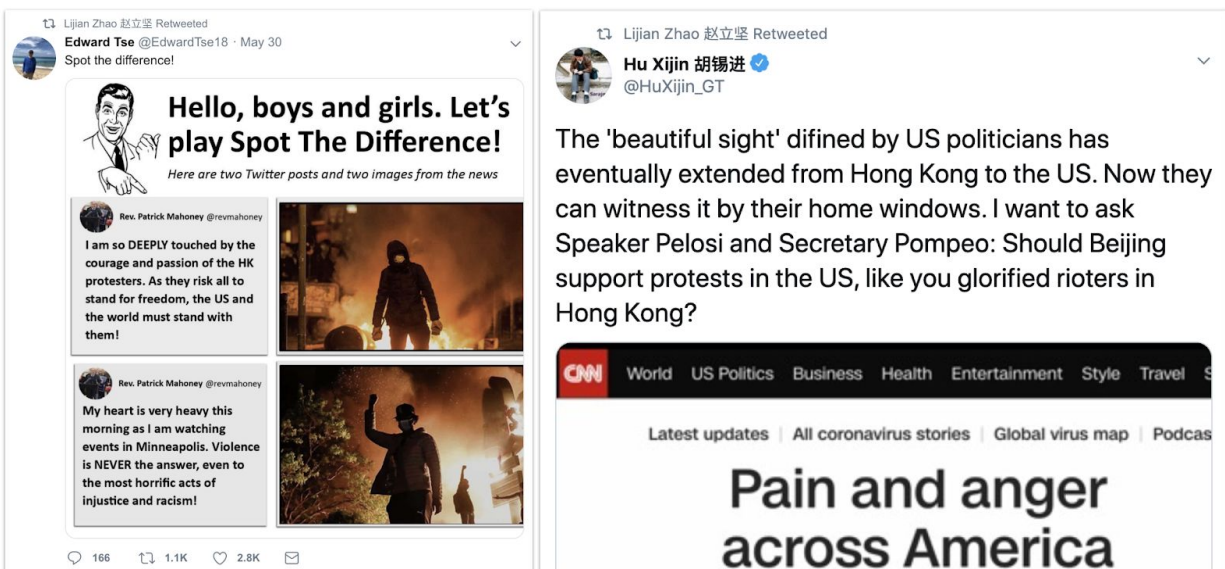 Lijian Zhao 赵立坚 Retweeted
Edward Tse @EdwardTse18 · May 30
Spot the difference!
Hello, boys and girls. Let's
play Spot The Difference!
Here are two Twitter posts and two images from the news
Rev. Patrick Mahoney @revmahoney
I am so DEEPLY touched by the
courage and passion of the HK
protesters. As they risk all to
stand for freedom, the US and
the world must stand with
them!
Rev. Patrick Mahoney @revmahoney
My heart is very heavy this
morning as I am watching
events in Minneapolis. Violence
is NEVER the answer, even to
the most horrific acts of
injustice and racism!
166 1.1K 2.8K
Lijian Zhao 赵立坚 Retweeted
Hu Xijin 胡锡进
@HuXijin_GT
The 'beautiful sight' difined by US politicians has
eventually extended from Hong Kong to the US. Now they
can witness it by their home windows. I want to ask
Speaker Pelosi and Secretary Pompeo: Should Beijing
support protests in the US, like you glorified rioters in
Hong Kong?
CNN World US Politics Business Health Entertainment Style Travel S
Latest updates | All coronavirus stories | Global virus map | Podcas
Pain and anger
across America